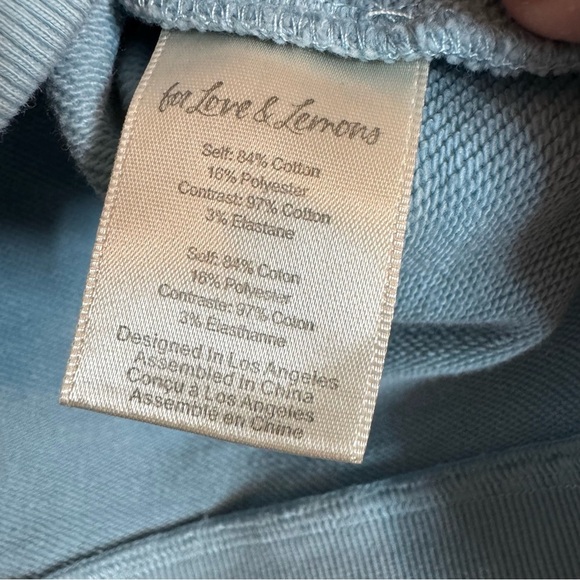 for Love & Lemons
Self: 84% Cotton
16% Polyester
Contrast: 97% Cotton
3% Elastane
Self: 84% Coton
16% Polyester
Contraste: 97% Coton
3% Elasthanne
Designed in Los Angeles
Assembled in China
Conçu a Los Angeles
Assemblé en Chine